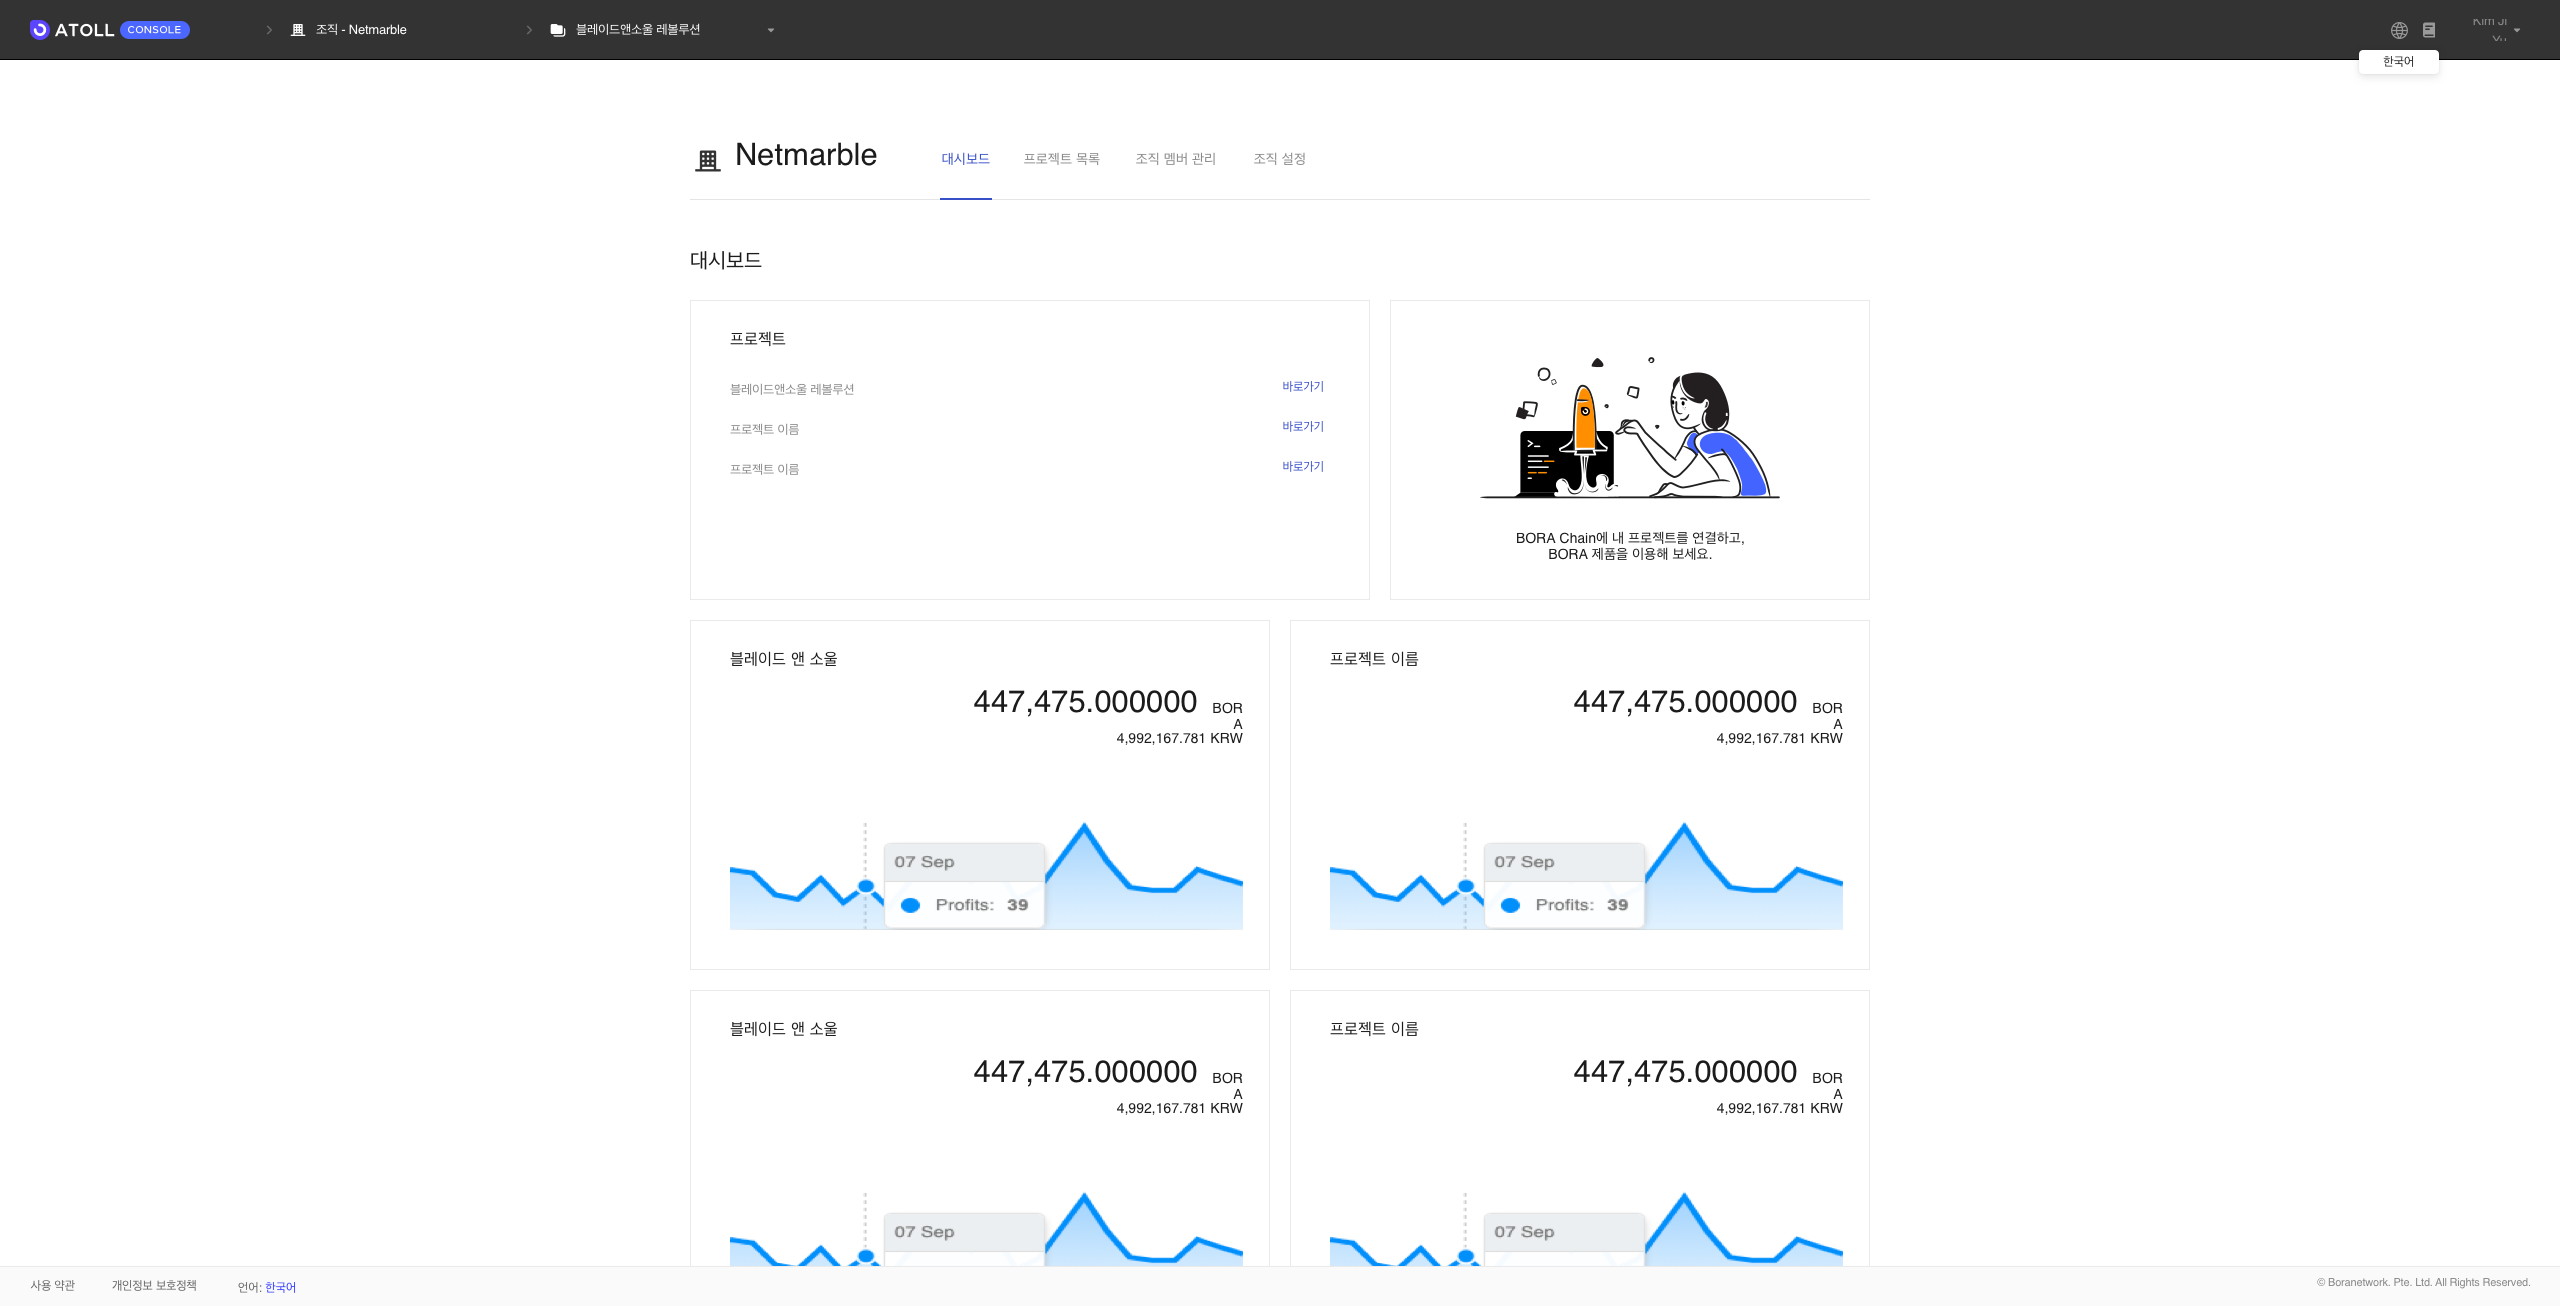 ATOLL CONSOLE
조직 - Netmarble
블레이드앤소울 레볼루션
한국어
Netmarble
대시보드
프로젝트 목록
조직 멤버 관리
조직 설정
대시보드
프로젝트
블레이드앤소울 레볼루션
바로가기
프로젝트 이름
바로가기
프로젝트 이름
바로가기
BORA Chain에 내 프로젝트를 연결하고,
BORA 제품을 이용해 보세요.
블레이드 앤 소울
447,475.000000 BOR
A
4,992,167.781 KRW
07 Sep
Profits: 39
프로젝트 이름
447,475.000000 BOR
A
4,992,167.781 KRW
07 Sep
Profits: 39
블레이드 앤 소울
447,475.000000 BOR
A
4,992,167.781 KRW
07 Sep
프로젝트 이름
447,475.000000 BOR
A
4,992,167.781 KRW
07 Sep
사용 약관
개인정보 보호정책
언어: 한국어
© Boranetwork. Pte. Ltd. All Rights Reserved.